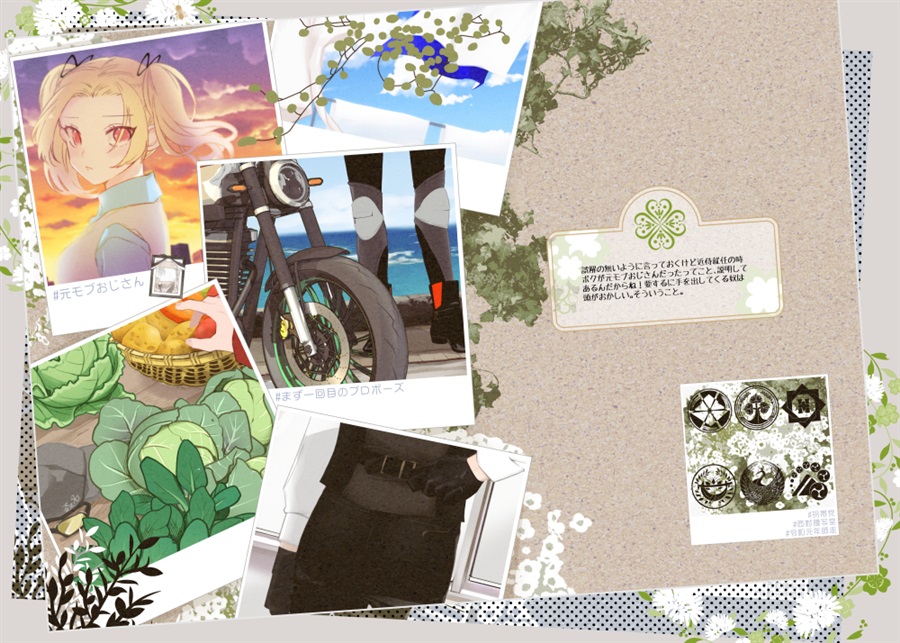 #元モブおじさん
#まず一回目のプロポーズ
誤解の無いように言っておくけど近侍就任の時
ボクが元モブおじさんだったってこと、説明して
あるんだからね！要するに手を出してくる奴は
頭がおかしい。そういうこと。